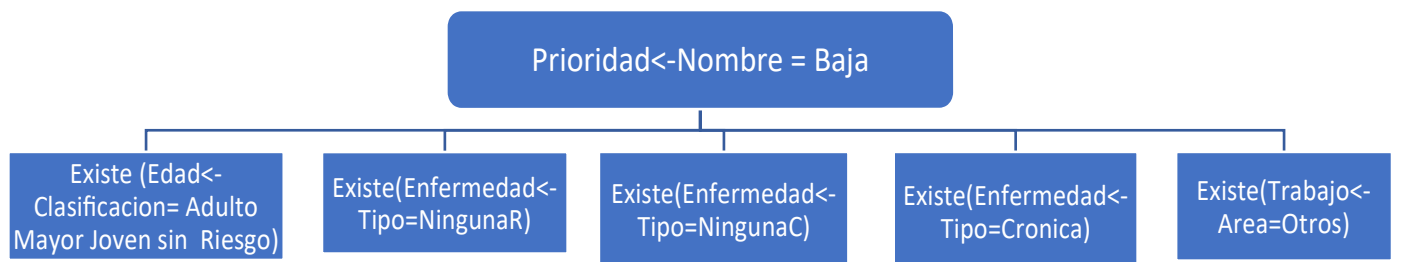 Prioridad<-Nombre = Baja
Existe (Edad<-
Clasificacion= Adulto
Mayor Joven sin  Riesgo)
Existe(Enfermedad<-
Tipo=NingunaR)
Existe(Enfermedad<-
Tipo=NingunaC)
Existe(Enfermedad<-
Tipo=Cronica)
Existe(Trabajo<-
Area=Otros)